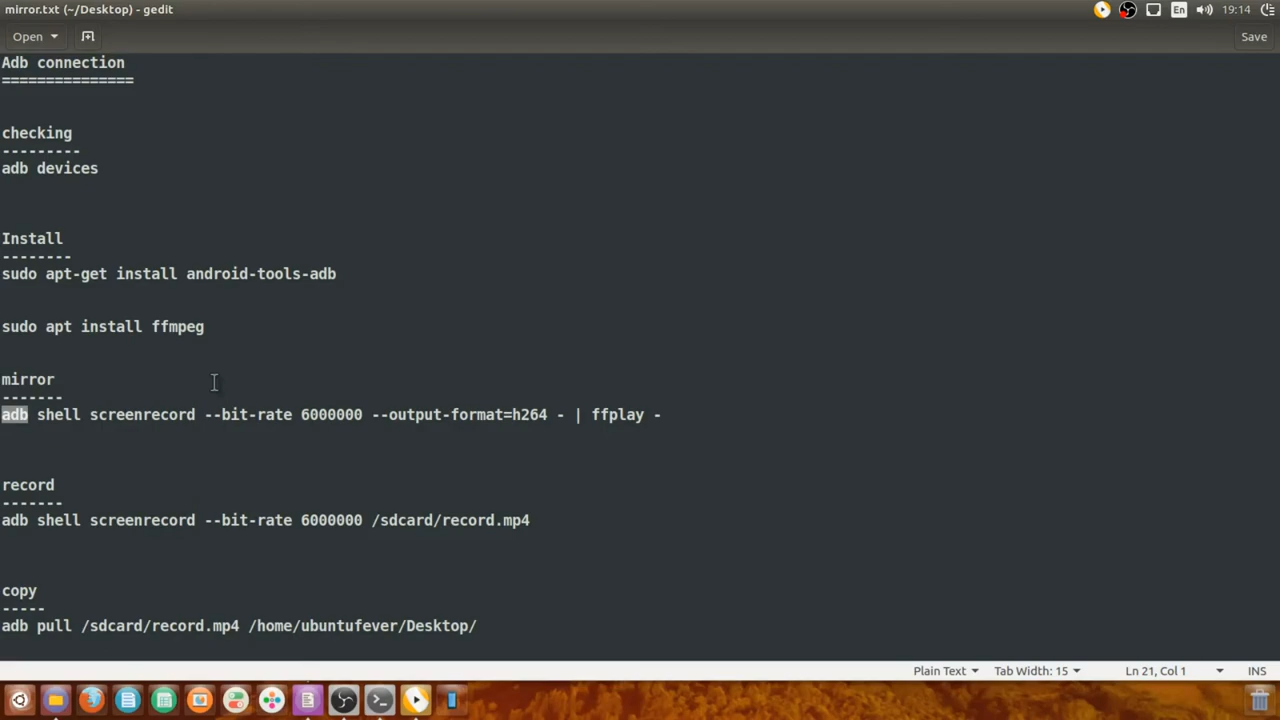 mirror.txt (~/Desktop) - gedit
En
19:14
Open
Save
Adb connection
===============
checking
---------
adb devices
Install
--------
sudo apt-get install android-tools-adb
sudo apt install ffmpeg
mirror
-------
adb shell screenrecord --bit-rate 6000000 --output-format=h264 - | ffplay -
record
-------
adb shell screenrecord --bit-rate 6000000 /sdcard/record.mp4
copy
-----
adb pull /sdcard/record.mp4 /home/ubuntufever/Desktop/
Plain Text
Tab Width: 15
Ln 21, Col 1
INS